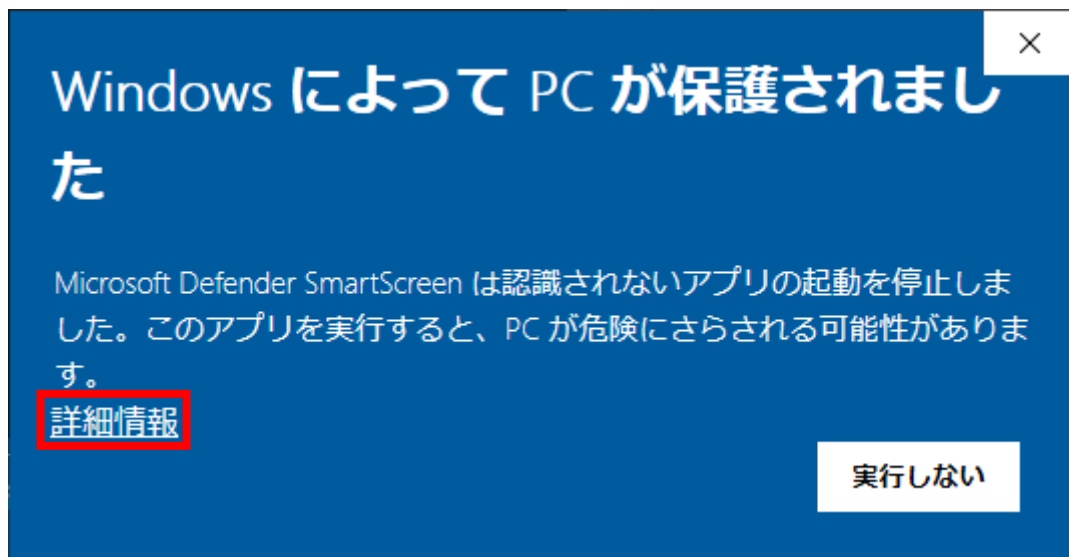 Windows によって PC が保護されまし
た
Microsoft Defender SmartScreen は認識されないアプリの起動を停止しま
した。このアプリを実行すると、PC が危険にさらされる可能性がありま
す。
詳細情報
実行しない